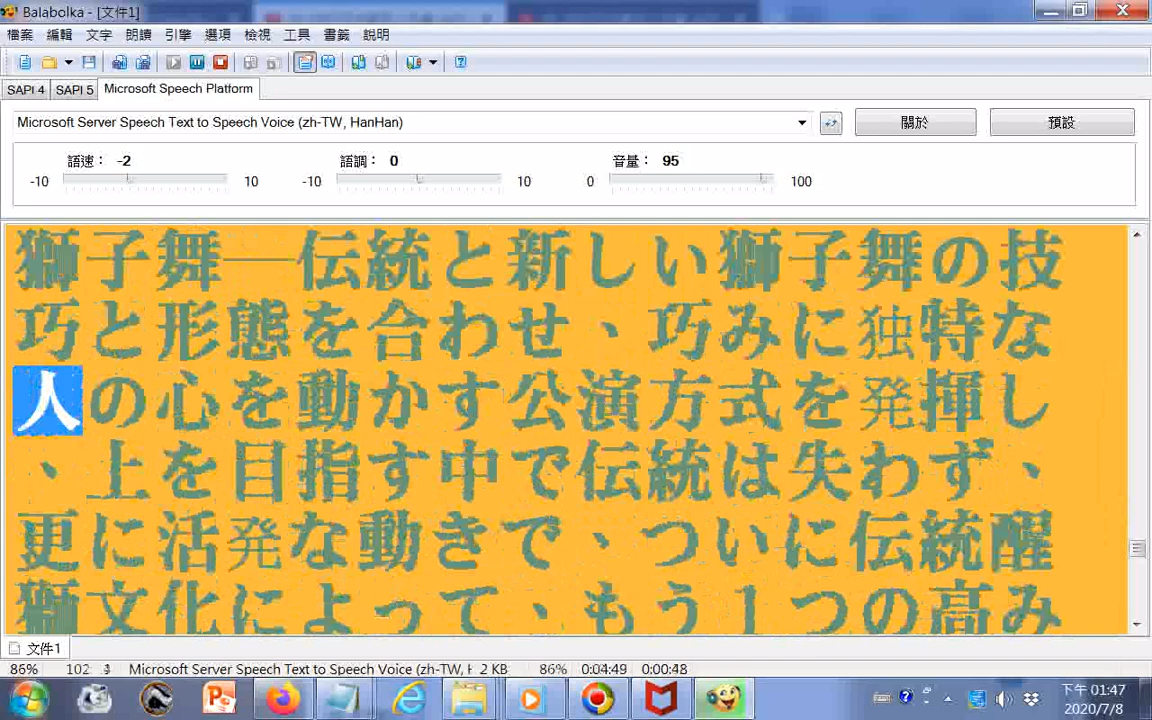 Balabolka - [文件1]
檔案 編輯 文字 朗讀 引擎 選項 檢視 工具 書籤 說明
SAPI 4 SAPI 5 Microsoft Speech Platform
Microsoft Server Speech Text to Speech Voice (zh-TW, HanHan) 關於 預設
語速： -2 語調： 0 音量： 95
-10 10 -10 10 0 100
獅子舞—伝統と新しい獅子舞の技
巧と形態を合わせ、巧みに独特な
人の心を動かす公演方式を発揮し
、上を目指す中で伝統は失わず、
更に活発な動きで、ついに伝統醒
獅文化によって、もう１つの高み
文件1
86% 102 Microsoft Server Speech Text to Speech Voice (zh-TW, 2 KB 86% 0:04:49 0:00:48
下午 01:47
2020/7/8